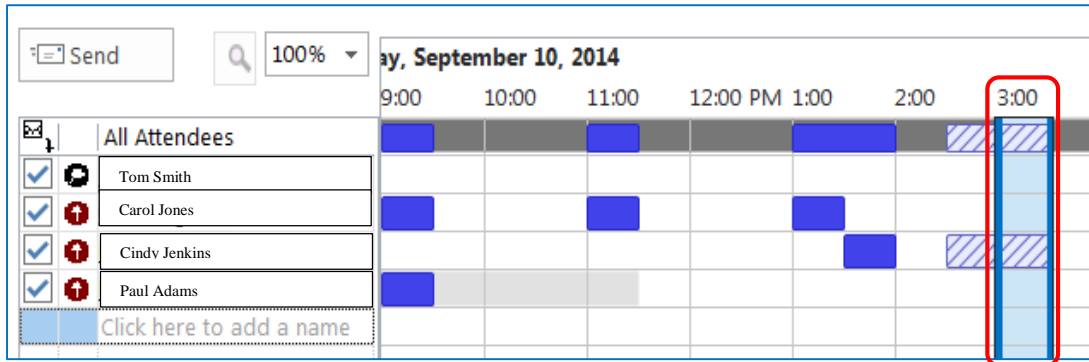 Send
100%
ay, September 10, 2014
9:00 10:00 11:00 12:00 PM 1:00 2:00 3:00
All Attendees
Tom Smith
Carol Jones
Cindy Jenkins
Paul Adams
Click here to add a name